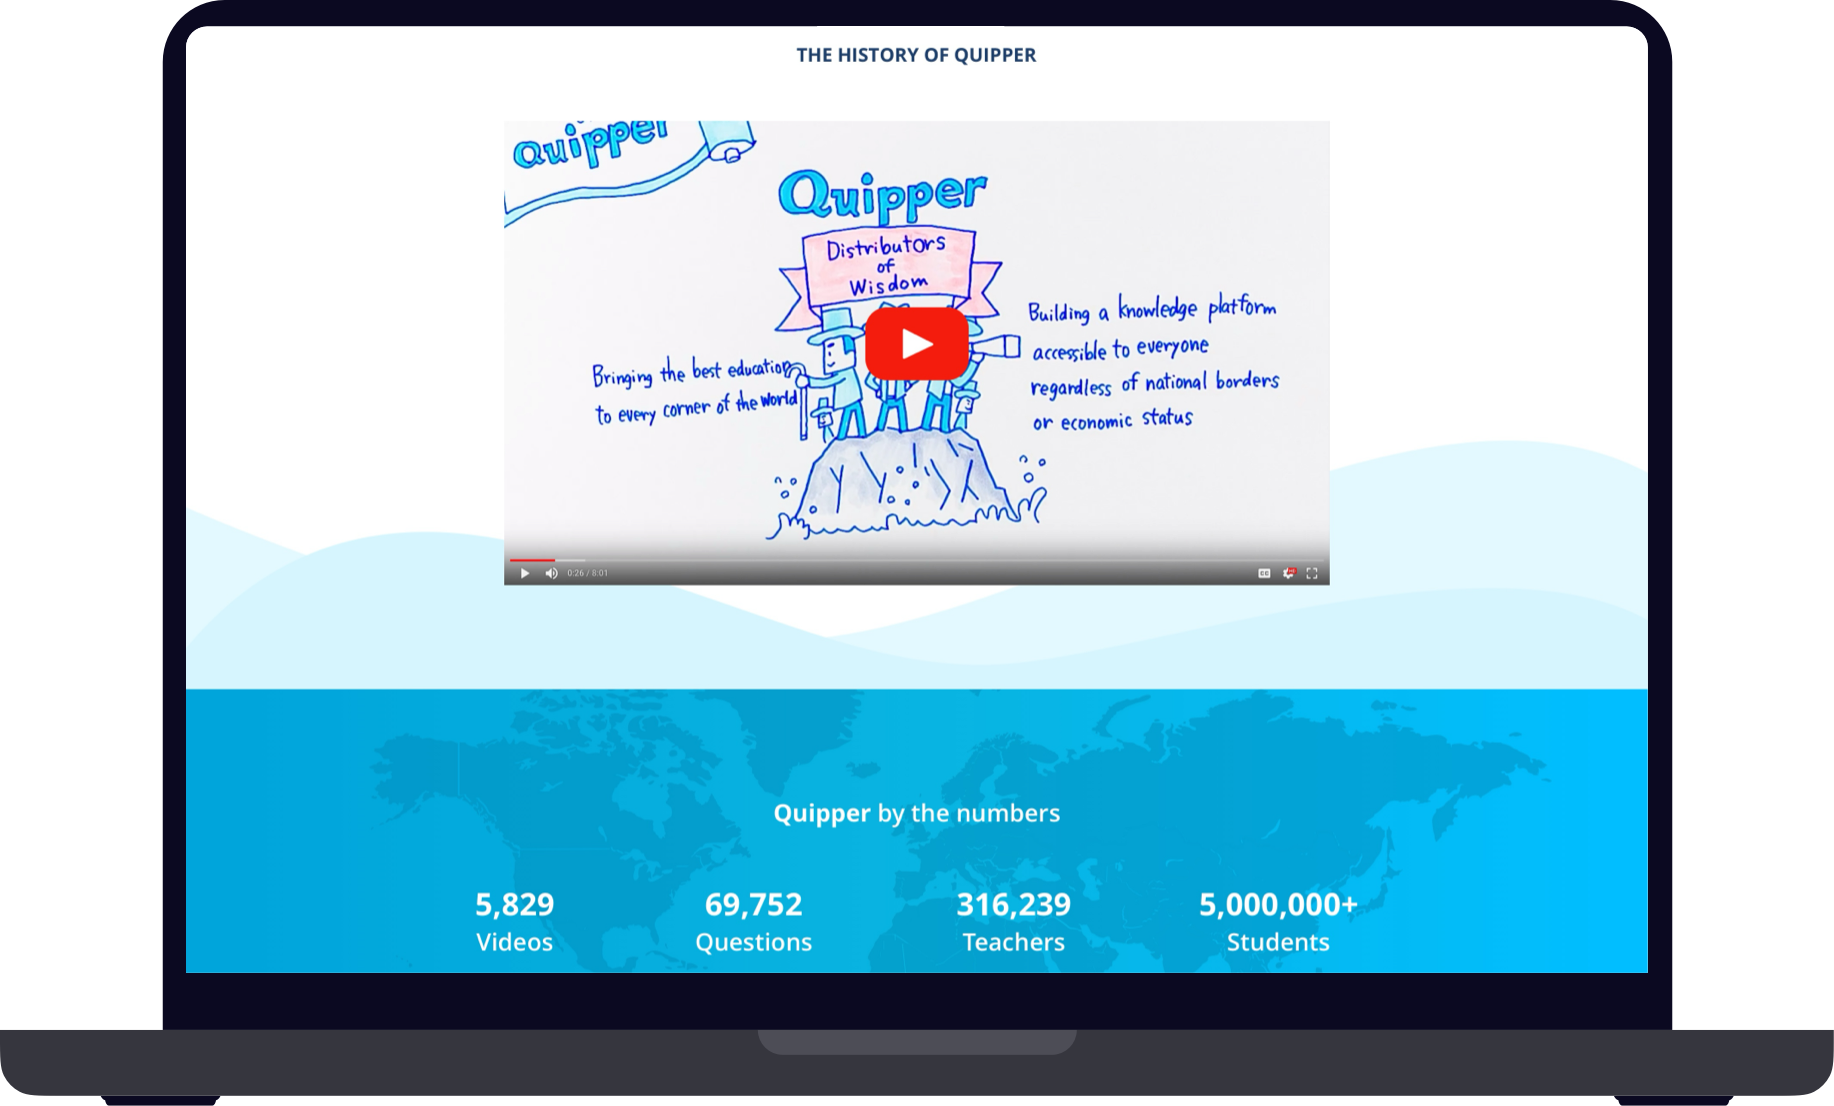 THE HISTORY OF QUIPPER
Quipper
Quipper
Distributors
of
Wisdom
Bringing the best education
to every corner of the world
Building a knowledge platform
accessible to everyone
regardless of national borders
or economic status
0:26 / 8:01
CC
Quipper by the numbers
5,829
Videos
69,752
Questions
316,239
Teachers
5,000,000+
Students